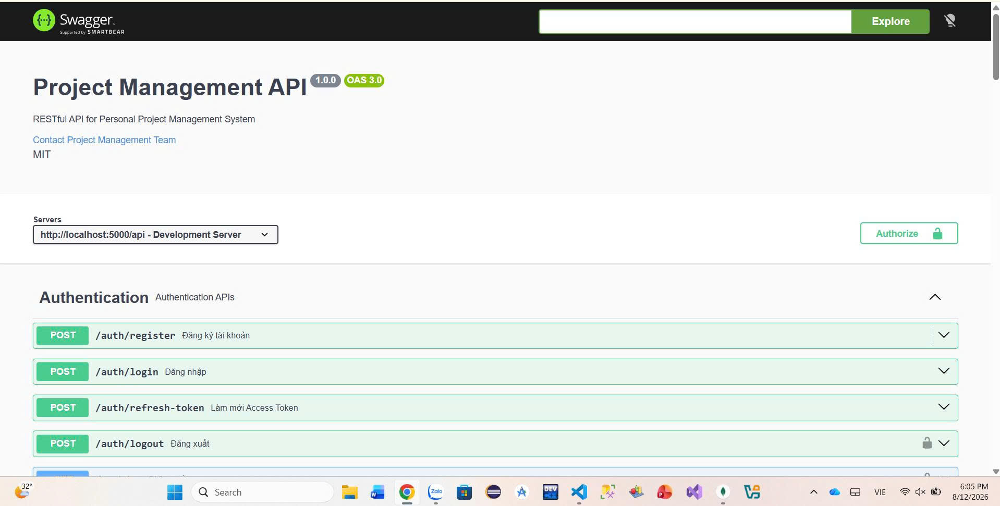 Swagger
Supported by SMARTBEAR
Explore
Project Management API 1.0.0 OAS 3.0
RESTful API for Personal Project Management System
Contact Project Management Team
MIT
Servers
http://localhost:5000/api - Development Server
Authorize
Authentication Authentication APIs
POST /auth/register Đăng ký tài khoản
POST /auth/login Đăng nhập
POST /auth/refresh-token Làm mới Access Token
POST /auth/logout Đăng xuất
32°
Search
W
Zalo
DEV
P
VIE
6:05 PM
8/12/2026